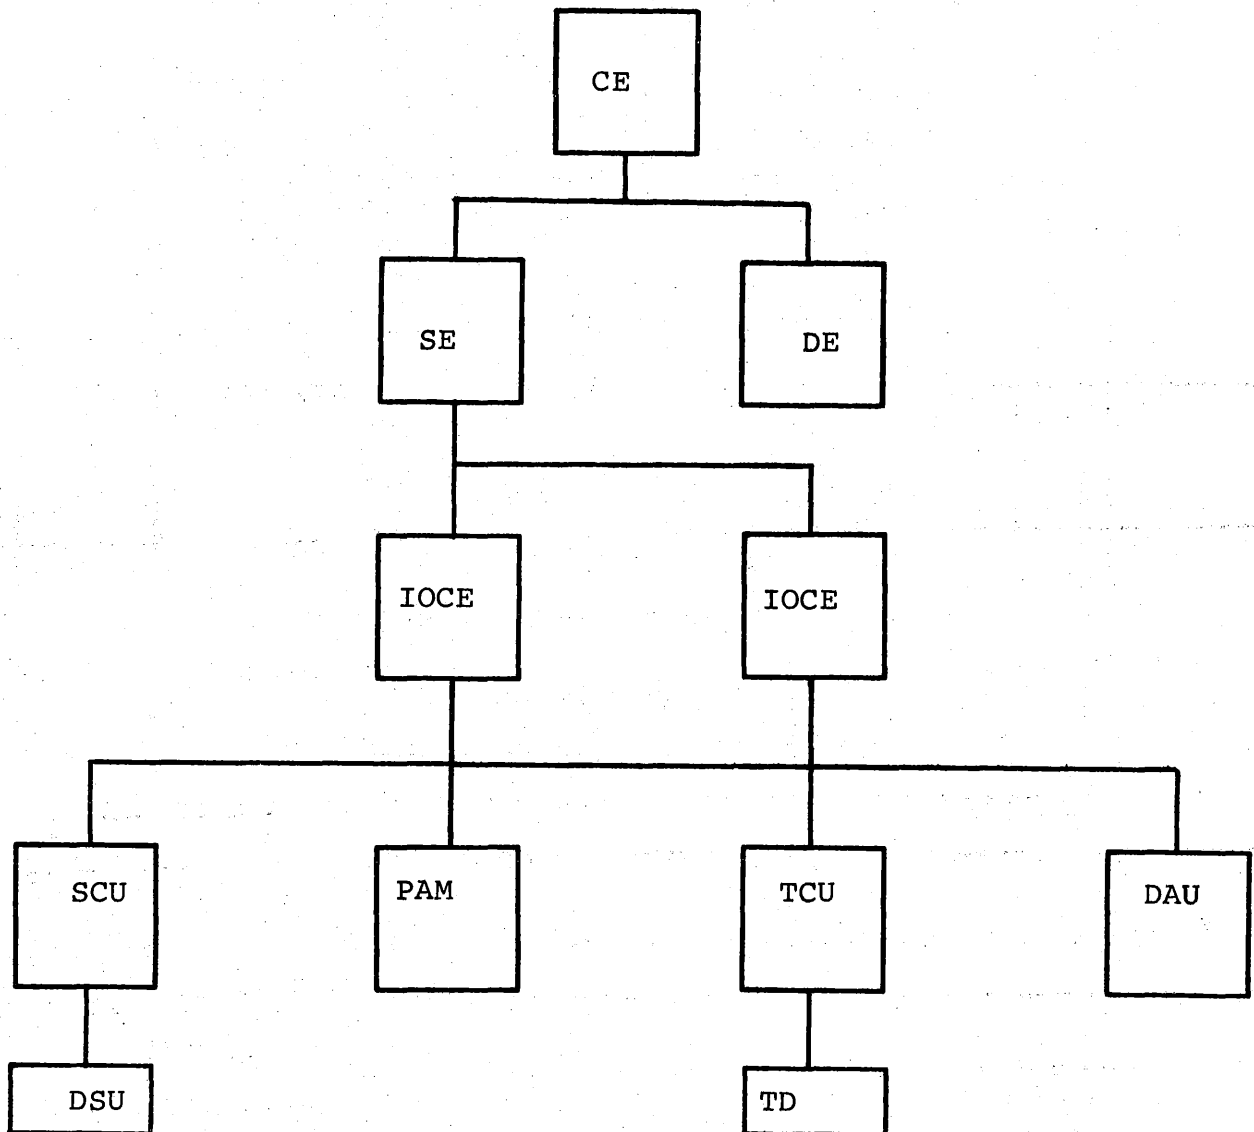 CE
SE
DE
IOCE
IOCE
SCU
PAM
TCU
DAU
DSU
TD